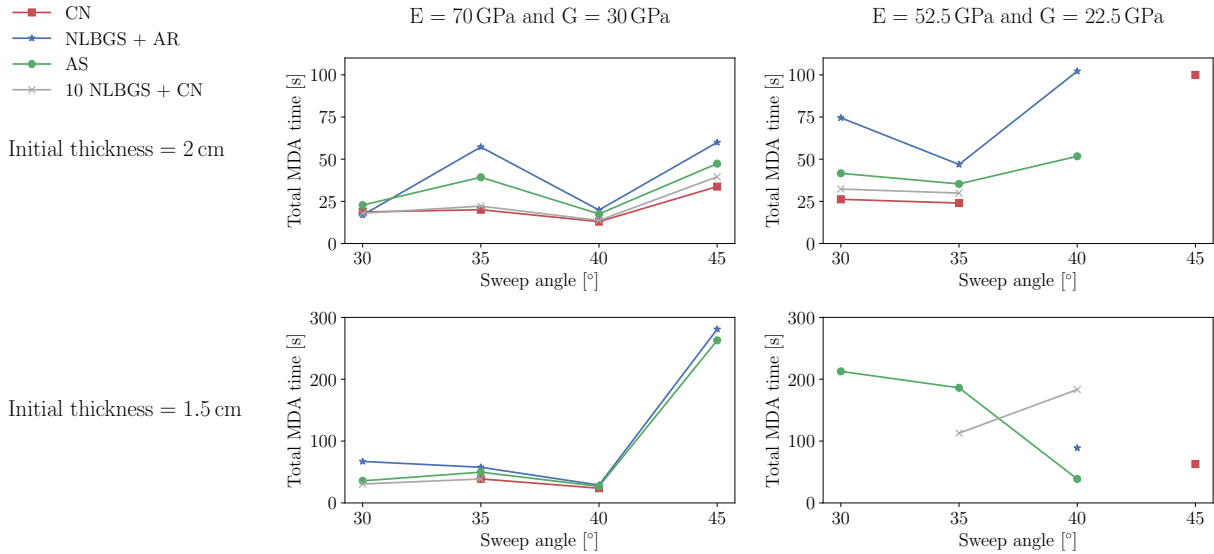 CN
NLBGS + AR
AS
10 NLBGS + CN
E = 70 GPa and G = 30 GPa
E = 52.5 GPa and G = 22.5 GPa
Initial thickness = 2 cm
Total MDA time [s]
100
75
50
25
0
30 35 40 45
Sweep angle [°]
Total MDA time [s]
100
75
50
25
0
30 35 40 45
Sweep angle [°]
Initial thickness = 1.5 cm
Total MDA time [s]
300
200
100
0
30 35 40 45
Sweep angle [°]
Total MDA time [s]
300
200
100
0
30 35 40 45
Sweep angle [°]